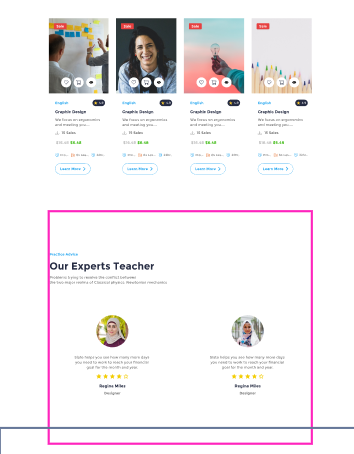 Sale
Sale
Sale
Sale
English
English
English
English
Graphic Design
Graphic Design
Graphic Design
Graphic Design
We focus on ergonomics
and meeting you...
We focus on ergonomics
and meeting you...
We focus on ergonomics
and meeting you...
We focus on ergonomics
and meeting you...
15 Sales
15 Sales
15 Sales
15 Sales
$16.48 $6.48
$16.48 $6.48
$16.48 $6.48
$16.48 $6.48
Learn More
Learn More
Learn More
Learn More
Practice Advice
Our Experts Teacher
Problems trying to resolve the conflict between
the two major realms of Classical physics: Newtonian mechanics
Slate helps you see how many more days
you need to work to reach your financial
goal for the month and year.
Regina Miles
Designer
Slate helps you see how many more days
you need to work to reach your financial
goal for the month and year.
Regina Miles
Designer